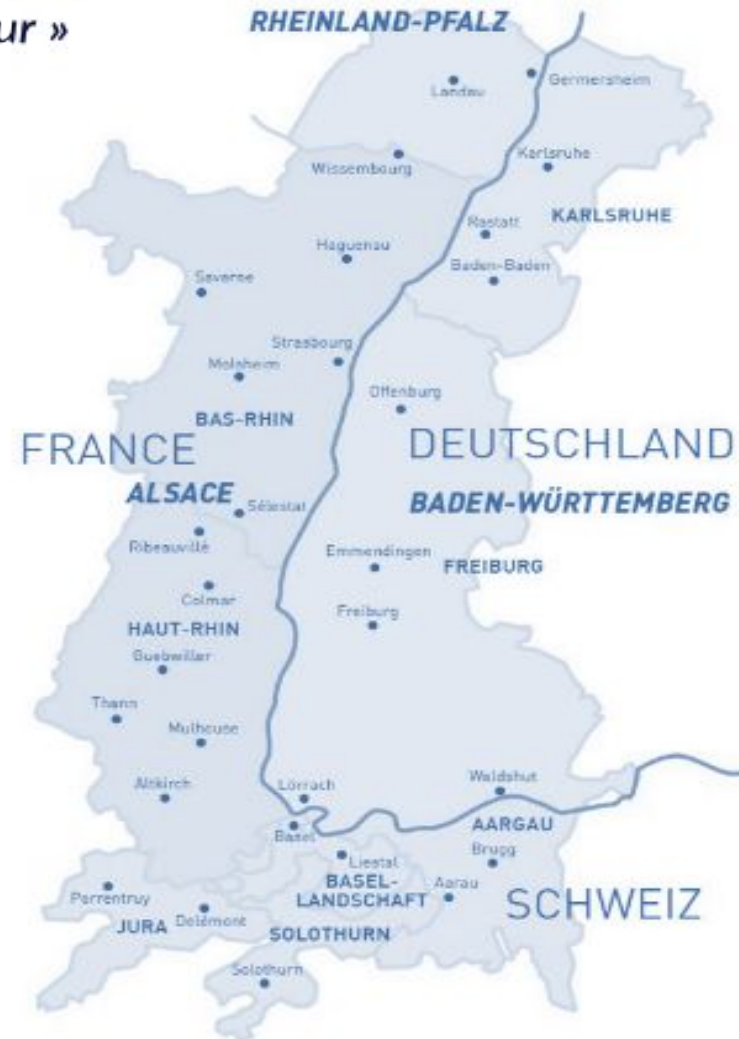 ur »
RHEINLAND-PFALZ
Germersheim
Landau
Wissembourg
Karlsruhe
KARLSRUHE
Rastatt
Haguenau
Baden-Baden
Saverne
Strasbourg
Molsheim
Offenburg
BAS-RHIN
FRANCE
DEUTSCHLAND
ALSACE
BADEN-WÜRTTEMBERG
Sélestat
Ribeauvillé
Emmendingen
FREIBURG
Colmar
Freiburg
HAUT-RHIN
Guebwiller
Thann
Mulhouse
Altkirch
Lörrach
Waldshut
AARGAU
Basel
Brugg
Liestal
BASEL-
LANDSCHAFT
Aarau
SCHWEIZ
Porrentruy
JURA
Delémont
SOLOTHURN
Solothurn